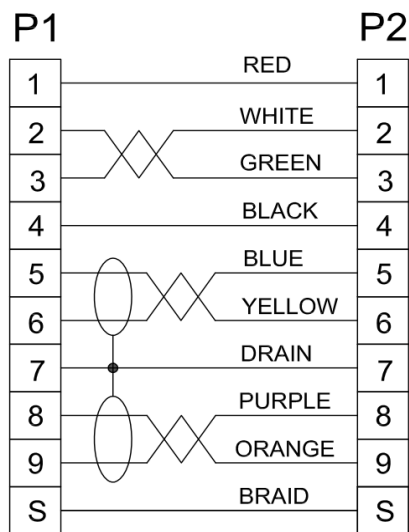 P1 P2
1 RED 1
2 WHITE 2
3 GREEN 3
4 BLACK 4
5 BLUE 5
6 YELLOW 6
7 DRAIN 7
8 PURPLE 8
9 ORANGE 9
S BRAID S